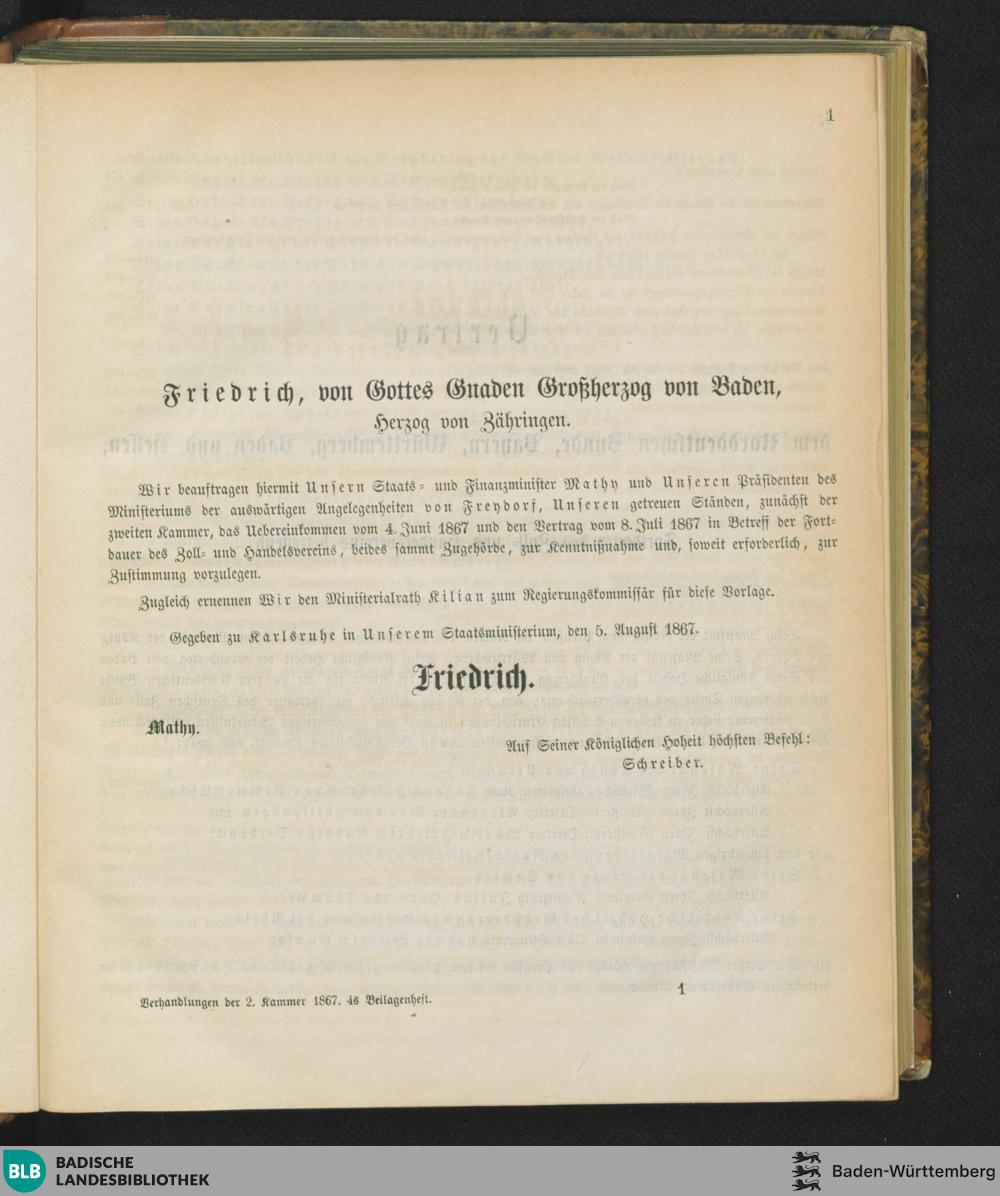 1
Friedrich, von Gottes Gnaden Großherzog von Baden,
Herzog von Zähringen.
Wir beauftragen hiermit Unsern Staats- und Finanzminister Mathy und Unseren Präsidenten des
Ministeriums der auswärtigen Angelegenheiten von Freydorf, Unseren getreuen Ständen, zunächst der
zweiten Kammer, das Uebereinkommen vom 4. Juni 1867 und den Vertrag vom 8. Juli 1867 in Betreff der Fort-
dauer des Zoll- und Handelsvereins, beides sammt Zugehörde, zur Kenntnißnahme und, soweit erforderlich, zur
Zustimmung vorzulegen.
Zugleich ernennen Wir den Ministerialrath Kilian zum Regierungskommissär für diese Vorlage.
Gegeben zu Karlsruhe in Unserem Staatsministerium, den 5. August 1867.
Friedrich.
Mathy.
Auf Seiner Königlichen Hoheit höchsten Befehl:
Schreiber.
Verhandlungen der 2. Kammer 1867. 4s Beilagenheft.
1
BLB
BADISCHE
LANDESBIBLIOTHEK
Baden-Württemberg